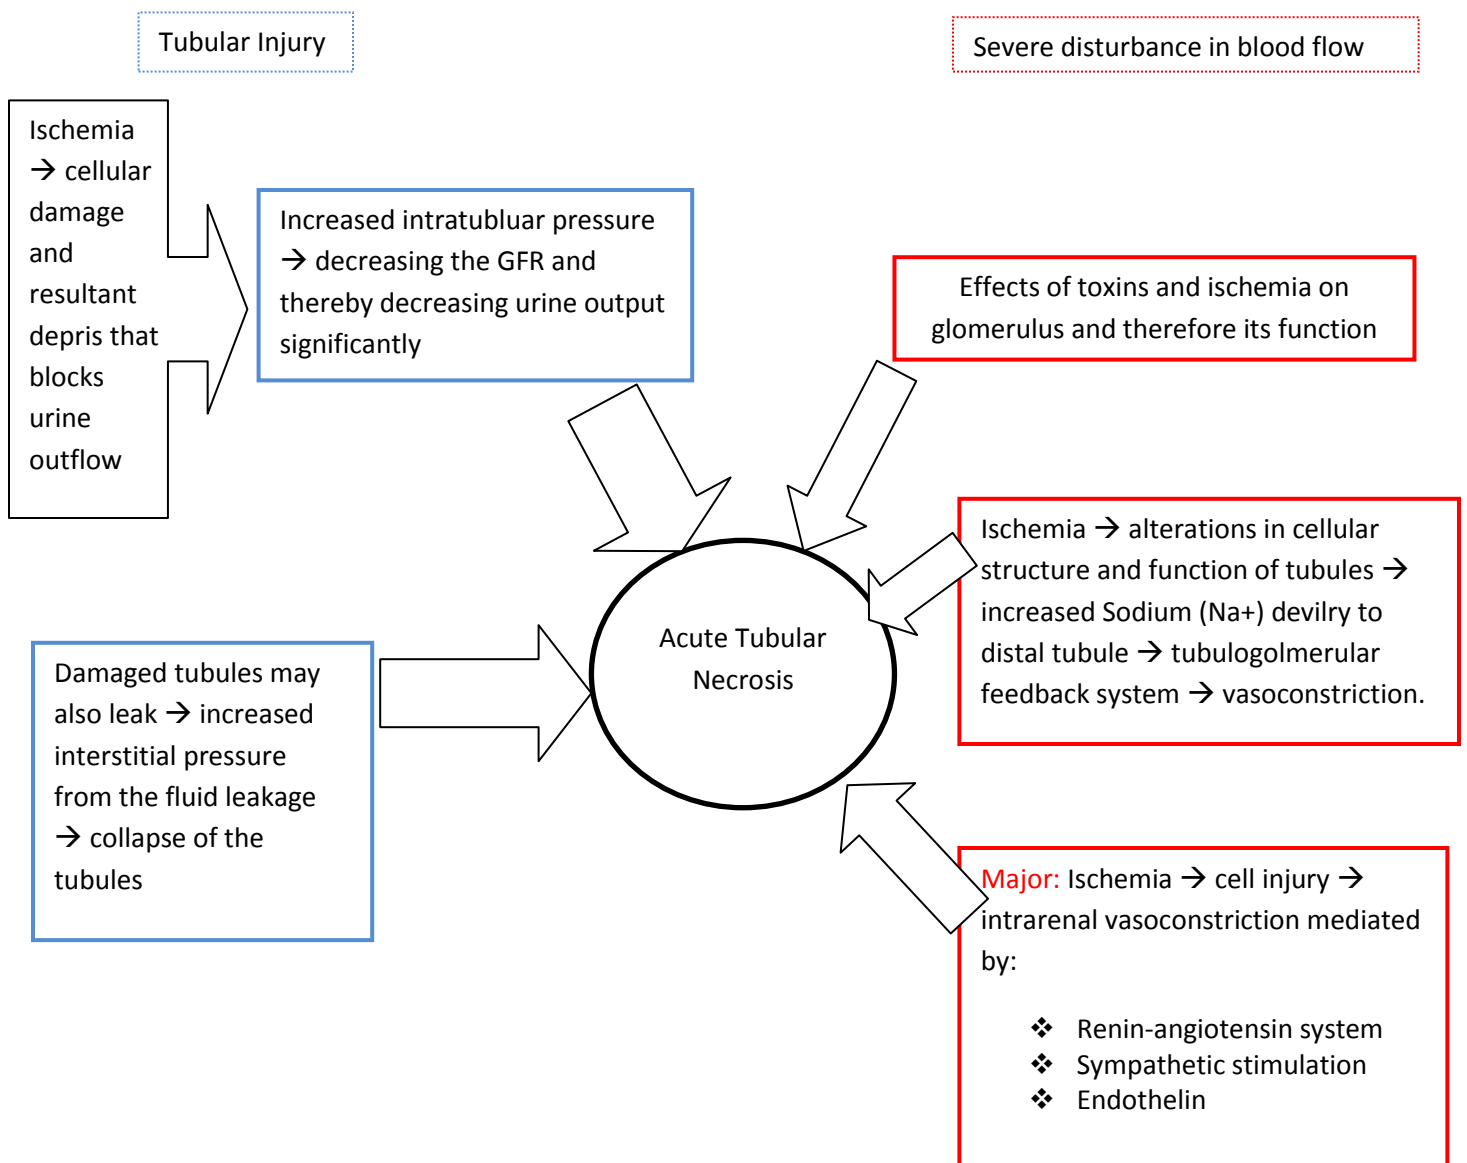 Tubular Injury
Severe disturbance in blood flow
Ischemia
→ cellular
damage
and
resultant
depris that
blocks
urine
outflow
Increased intratubluar pressure
→ decreasing the GFR and
thereby decreasing urine output
significantly
Effects of toxins and ischemia on
glomerulus and therefore its function
Ischemia → alterations in cellular
structure and function of tubules →
increased Sodium (Na+) devilry to
distal tubule → tubulogolmerular
feedback system → vasoconstriction.
Acute Tubular
Necrosis
Damaged tubules may
also leak → increased
interstitial pressure
from the fluid leakage
→ collapse of the
tubules
Major: Ischemia → cell injury →
intrarenal vasoconstriction mediated
by:
❖ Renin-angiotensin system
❖ Sympathetic stimulation
❖ Endothelin